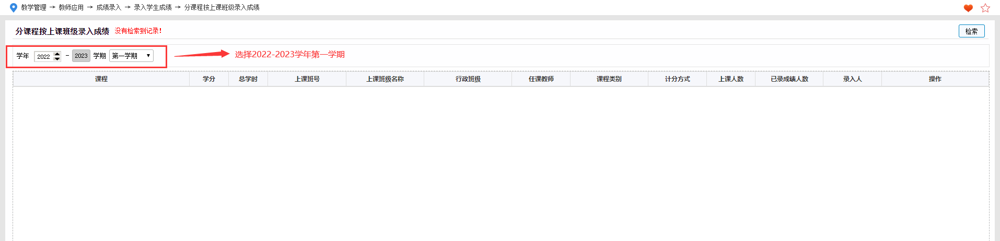 教学管理 → 教师应用 → 成绩录入 → 录入学生成绩 → 分课程按上课班级录入成绩
分课程按上课班级录入成绩 没有检索到记录! 检索
学年 2022 - 2023 学期 第一学期 选择2022-2023学年第一学期
课程 学分 总学时 上课班号 上课班级名称 行政班级 任课教师 课程类别 计分方式 上课人数 已录成绩人数 录入人 操作